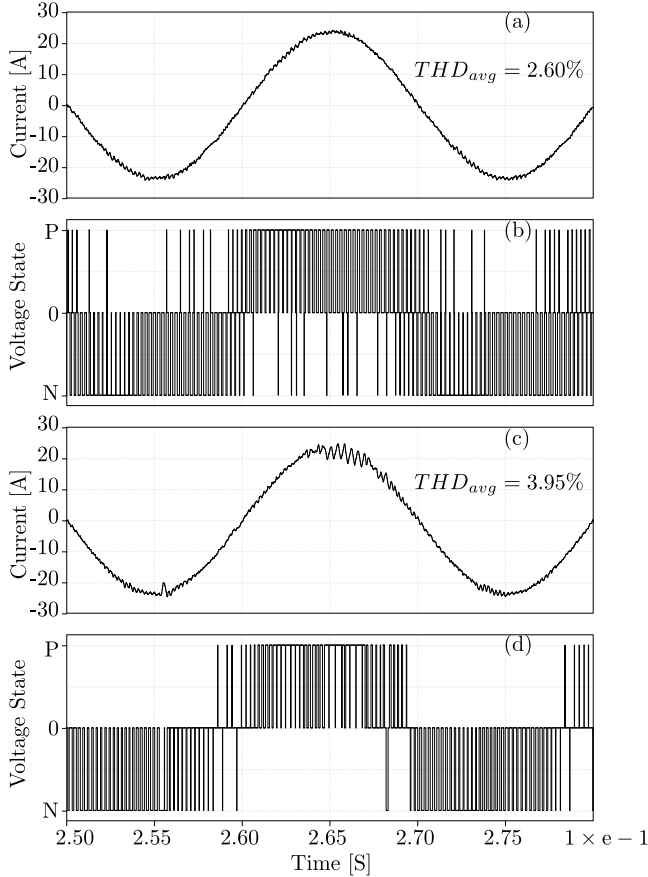 30
(a)
20
10
0
-10
-20
-30
Current [A]
THDavg = 2.60%
P
(b)
0
N
Voltage State
30
(c)
20
10
0
-10
-20
-30
Current [A]
THDavg = 3.95%
P
(d)
0
N
Voltage State
2.50 2.55 2.60 2.65 2.70 2.75 1 × e − 1
Time [S]